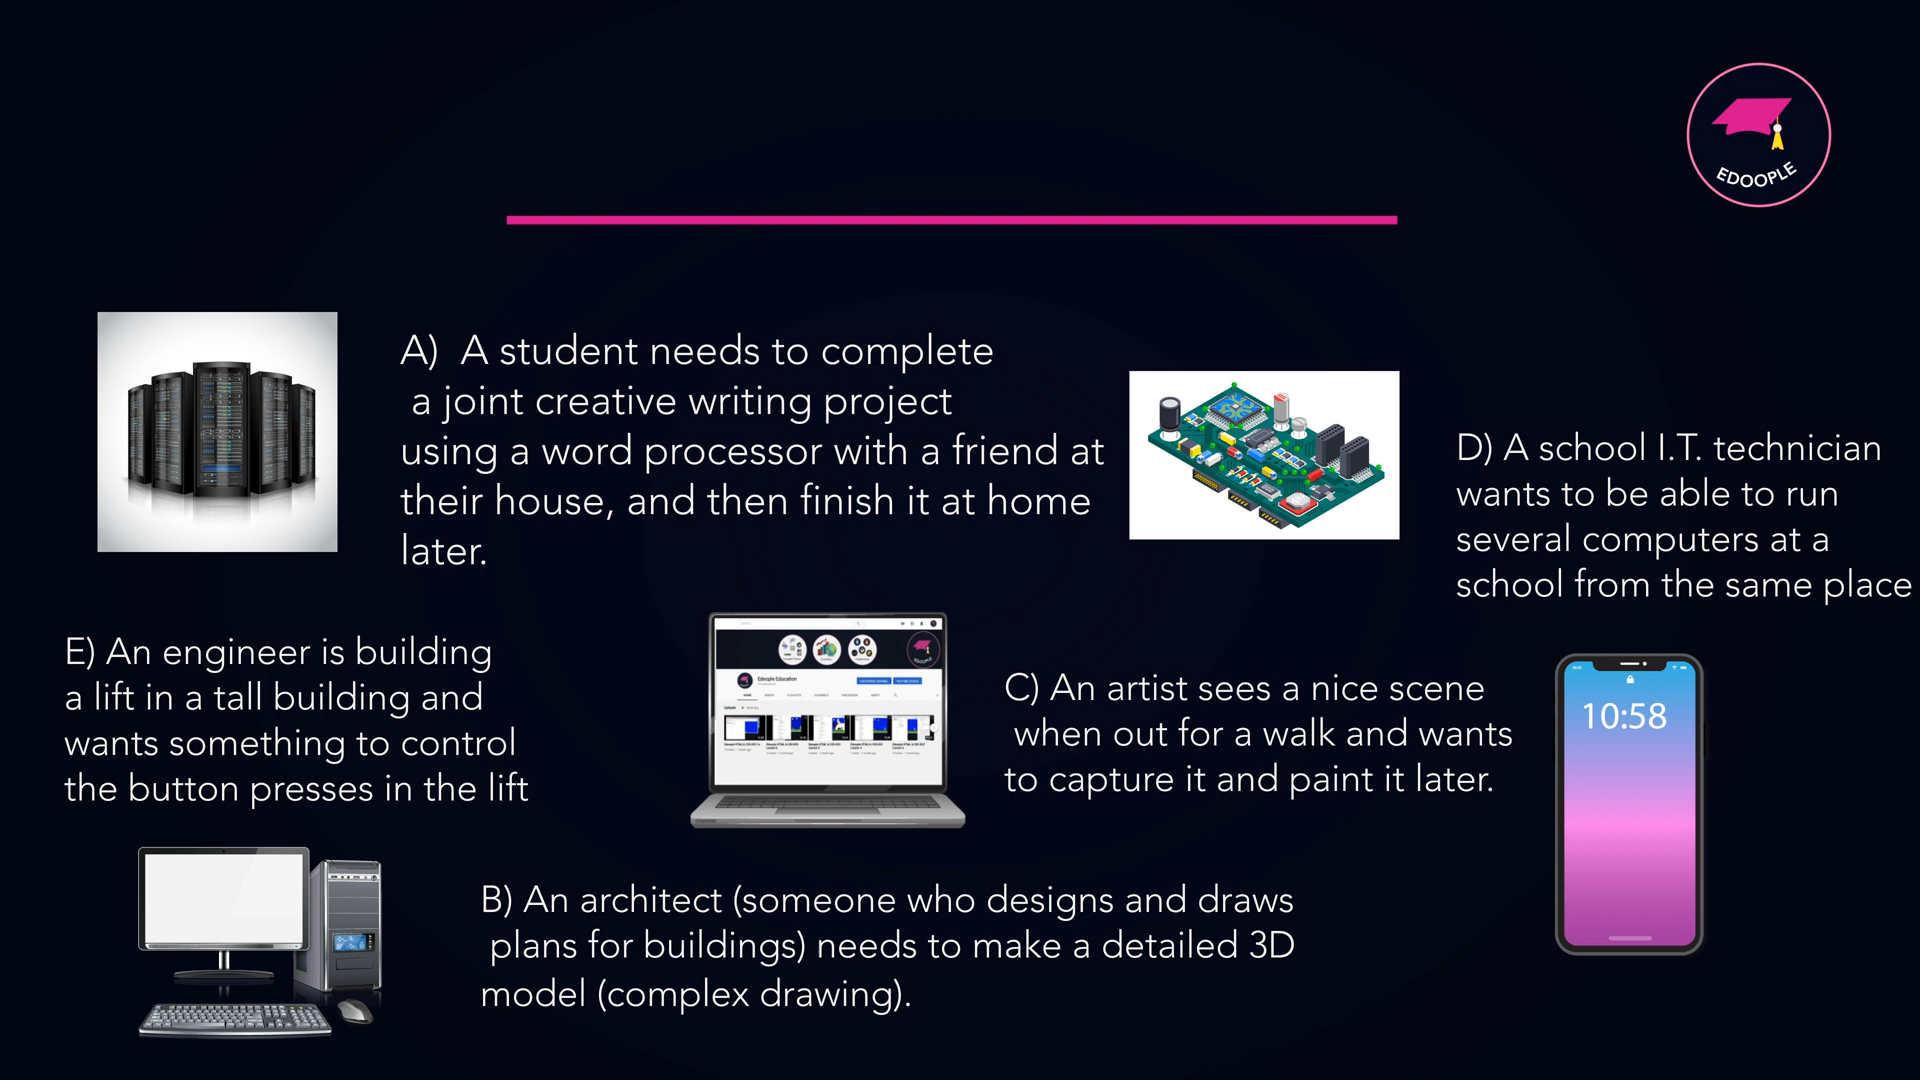 EDOOPLE
A) A student needs to complete
a joint creative writing project
using a word processor with a friend at
their house, and then finish it at home
later.
D) A school I.T. technician
wants to be able to run
several computers at a
school from the same place
E) An engineer is building
a lift in a tall building and
wants something to control
the button presses in the lift
Edoople Education
C) An artist sees a nice scene
when out for a walk and wants
to capture it and paint it later.
10:58
B) An architect (someone who designs and draws
plans for buildings) needs to make a detailed 3D
model (complex drawing).